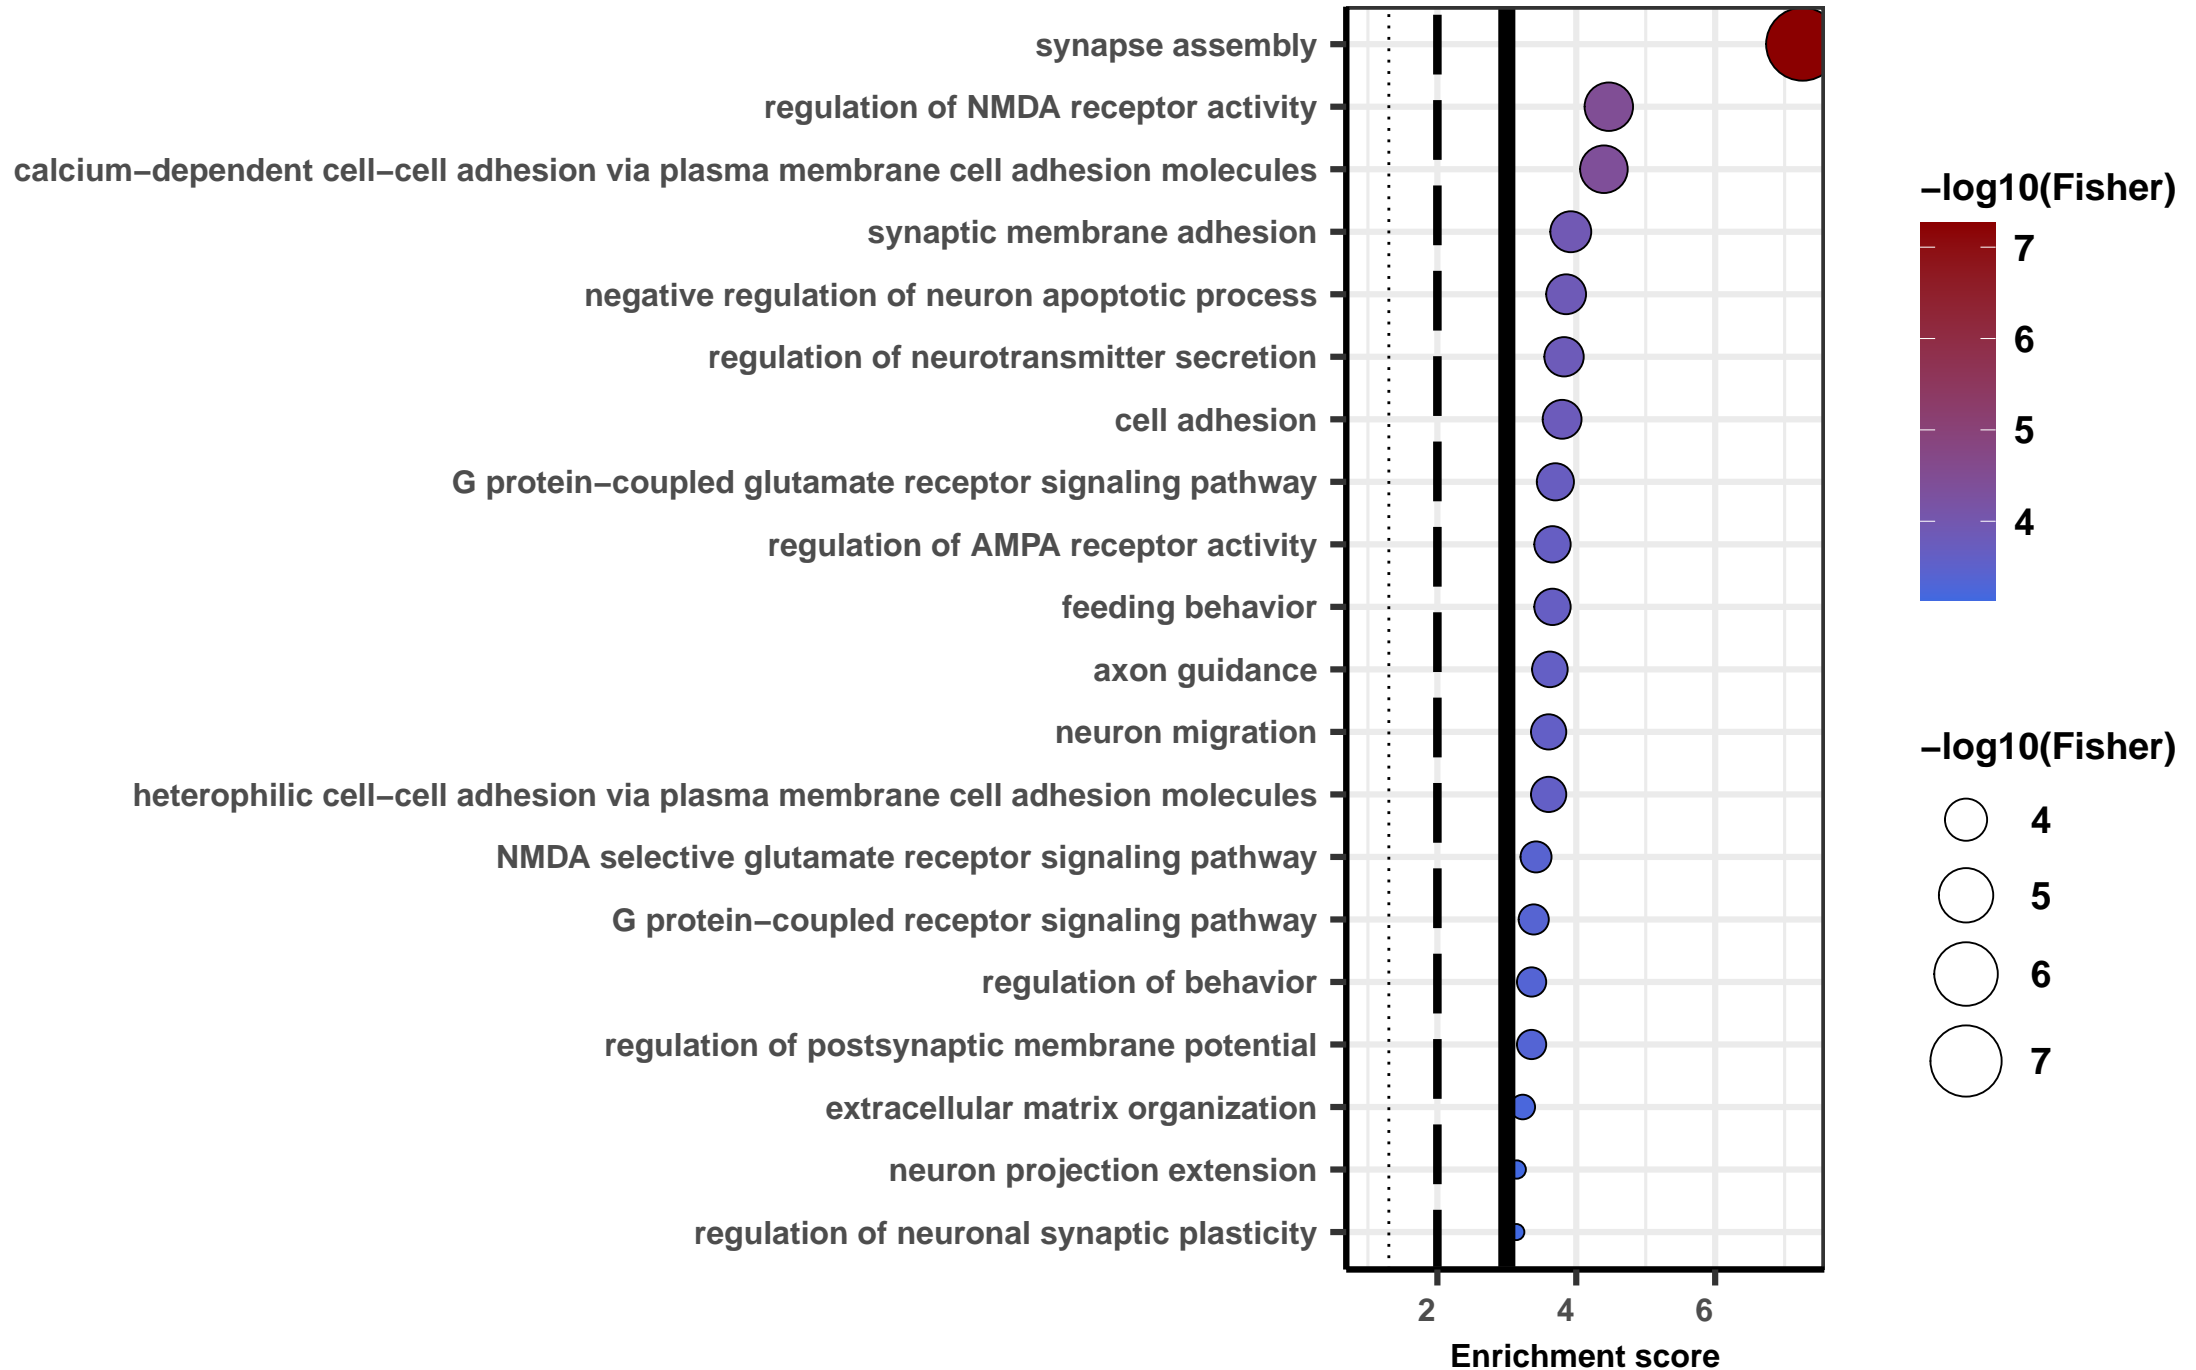 synapse assembly
regulation of NMDA receptor activity
calcium−dependent cell−cell adhesion via plasma membrane cell adhesion molecules
synaptic membrane adhesion
negative regulation of neuron apoptotic process
regulation of neurotransmitter secretion
cell adhesion
G protein−coupled glutamate receptor signaling pathway
regulation of AMPA receptor activity
feeding behavior
axon guidance
neuron migration
heterophilic cell−cell adhesion via plasma membrane cell adhesion molecules
NMDA selective glutamate receptor signaling pathway
G protein−coupled receptor signaling pathway
regulation of behavior
regulation of postsynaptic membrane potential
extracellular matrix organization
neuron projection extension
regulation of neuronal synaptic plasticity
2 4 6
Enrichment score
−log10(Fisher)
7
6
5
4
−log10(Fisher)
4
5
6
7